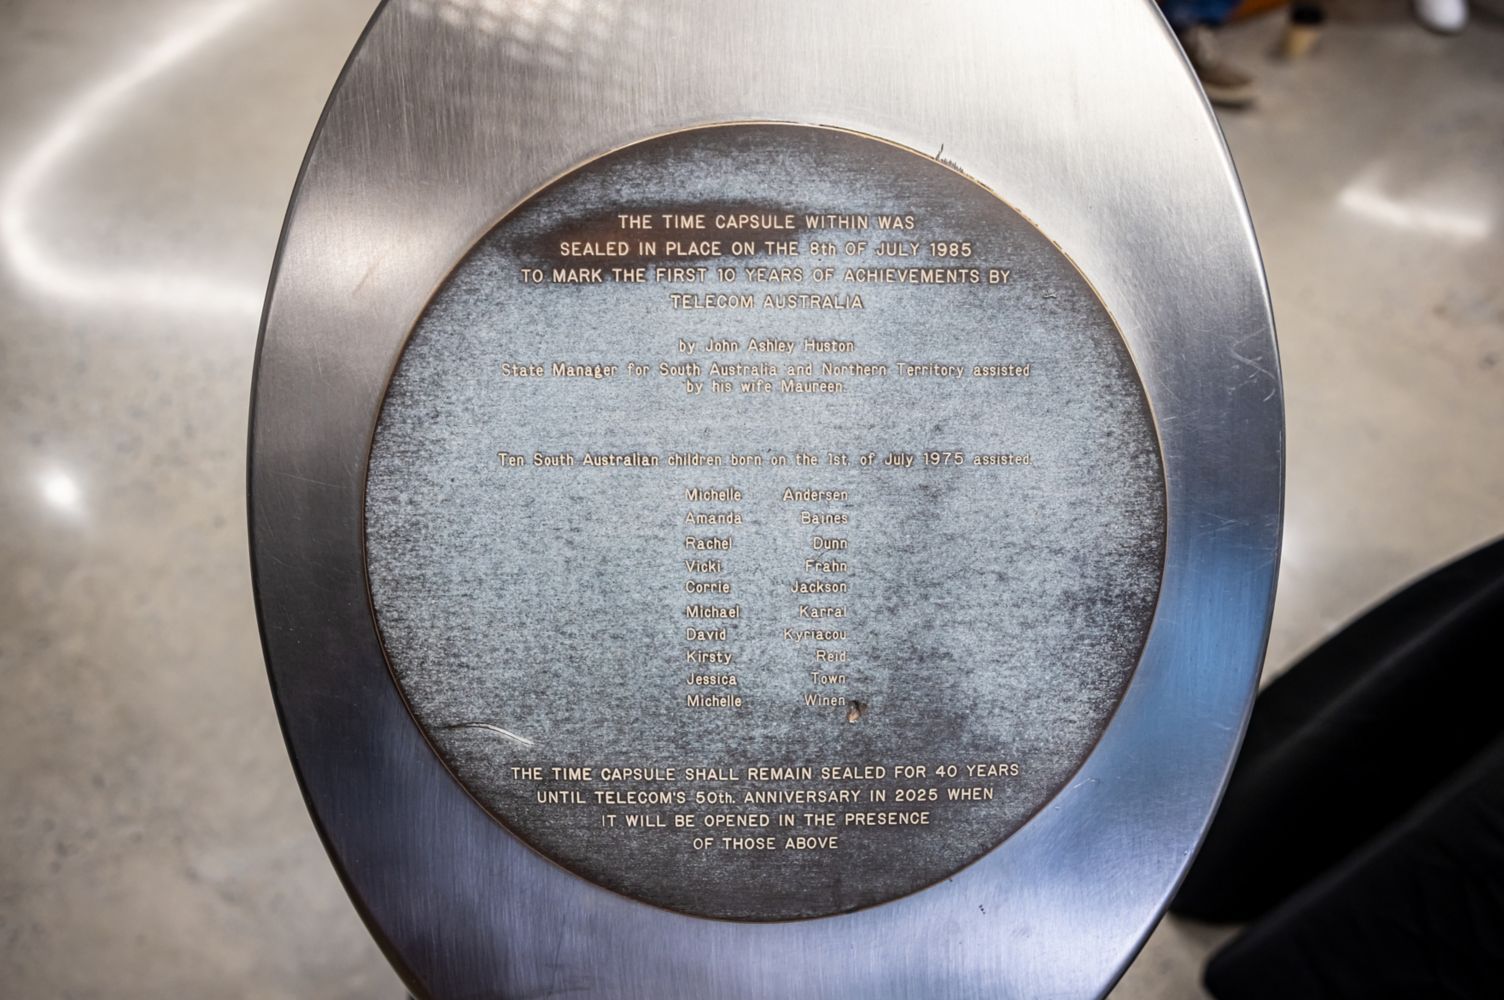 THE TIME CAPSULE WITHIN WAS
SEALED IN PLACE ON THE 8th OF JULY 1985
TO MARK THE FIRST 10 YEARS OF ACHIEVEMENTS BY
TELECOM AUSTRALIA
by John Ashley Huston
State Manager for South Australia and Northern Territory assisted
by his wife Maureen.
Ten South Australian children born on the 1st. of July 1975 assisted.
Michelle Andersen
Amanda Baines
Rachel Dunn
Vicki Frahn
Corrie Jackson
Michael Karral
David Kyriacou
Kirsty Reid
Jessica Town
Michelle Winen
THE TIME CAPSULE SHALL REMAIN SEALED FOR 40 YEARS
UNTIL TELECOM'S 50th. ANNIVERSARY IN 2025 WHEN
IT WILL BE OPENED IN THE PRESENCE
OF THOSE ABOVE